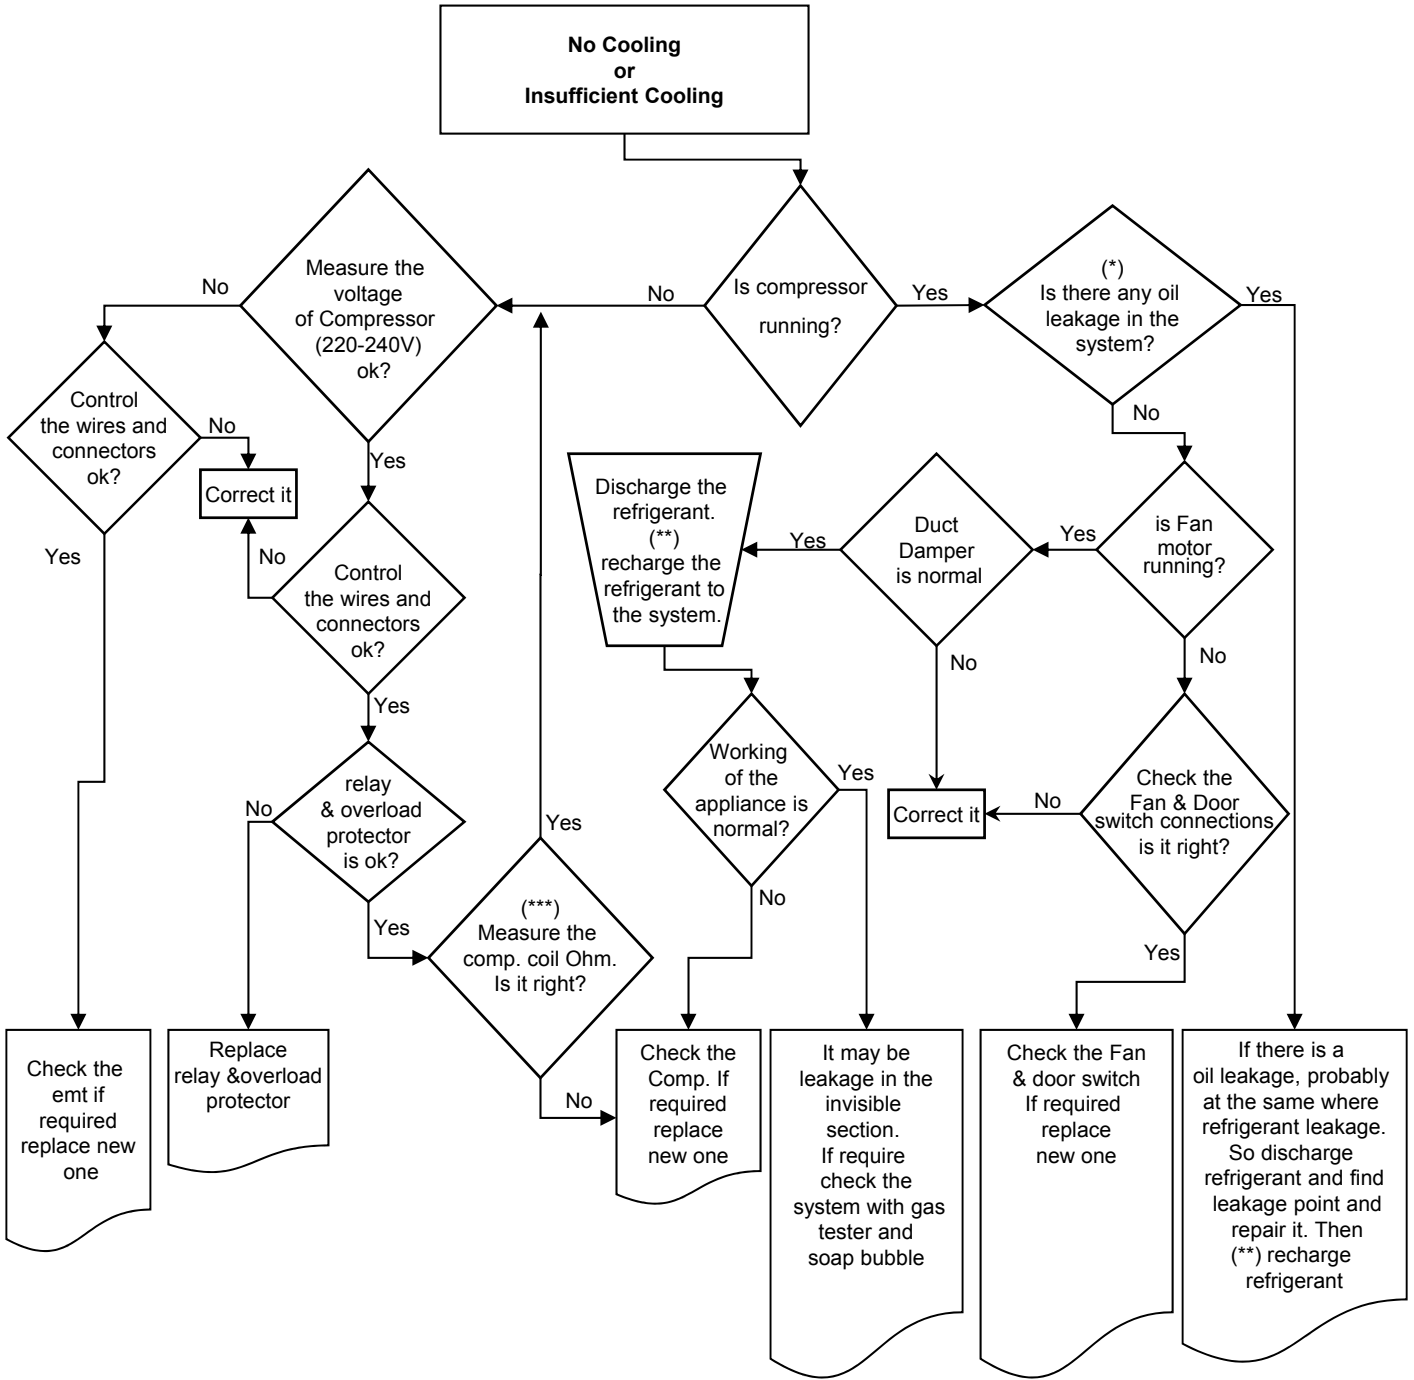 No Cooling
or
Insufficient Cooling
Is compressor
running?
No
Yes
Measure the
voltage
of Compressor
(220-240V)
ok?
No
Yes
Control
the wires and
connectors
ok?
No
Yes
Correct it
Control
the wires and
connectors
ok?
No
Yes
relay
& overload
protector
is ok?
No
Yes
(***)
Measure the
comp. coil Ohm.
Is it right?
Yes
No
(*)
Is there any oil
leakage in the
system?
Yes
No
is Fan
motor
running?
Yes
No
Duct
Damper
is normal
Yes
No
Discharge the
refrigerant.
(**)
recharge the
refrigerant to
the system.
Working
of the
appliance is
normal?
Yes
No
Check the
Fan & Door
switch connections
is it right?
No
Yes
Correct it
Check the
emt if
required
replace new
one
Replace
relay &overload
protector
Check the
Comp. If
required
replace
new one
It may be
leakage in the
invisible
section.
If require
check the
system with gas
tester and
soap bubble
Check the Fan
& door switch
If required
replace
new one
If there is a
oil leakage, probably
at the same where
refrigerant leakage.
So discharge
refrigerant and find
leakage point and
repair it. Then
(**) recharge
refrigerant